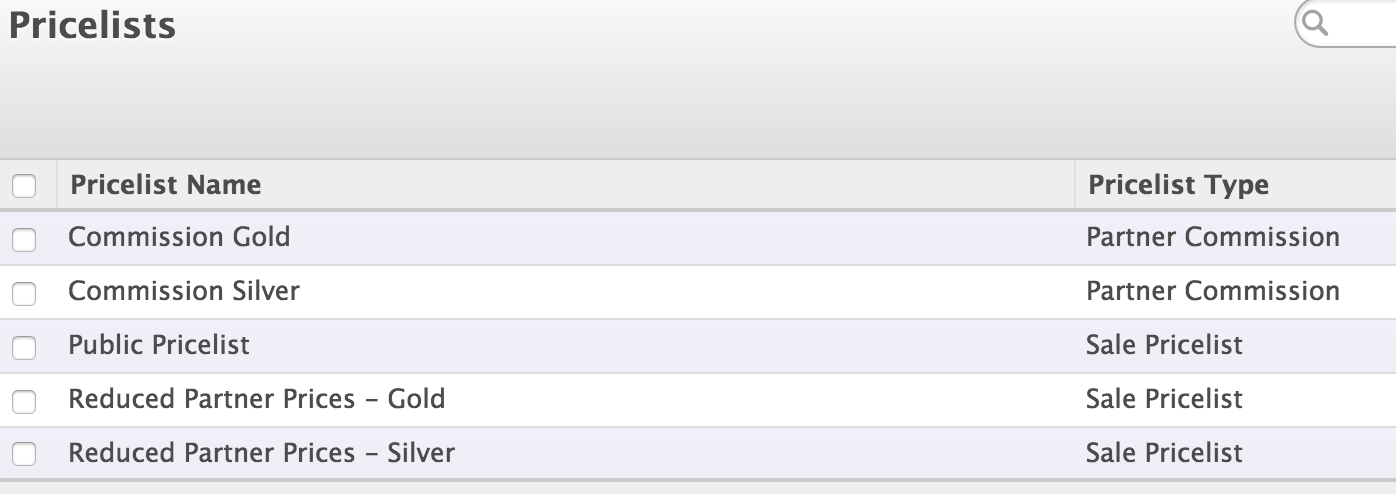 Pricelists
Pricelist Name Pricelist Type
Commission Gold Partner Commission
Commission Silver Partner Commission
Public Pricelist Sale Pricelist
Reduced Partner Prices – Gold Sale Pricelist
Reduced Partner Prices – Silver Sale Pricelist